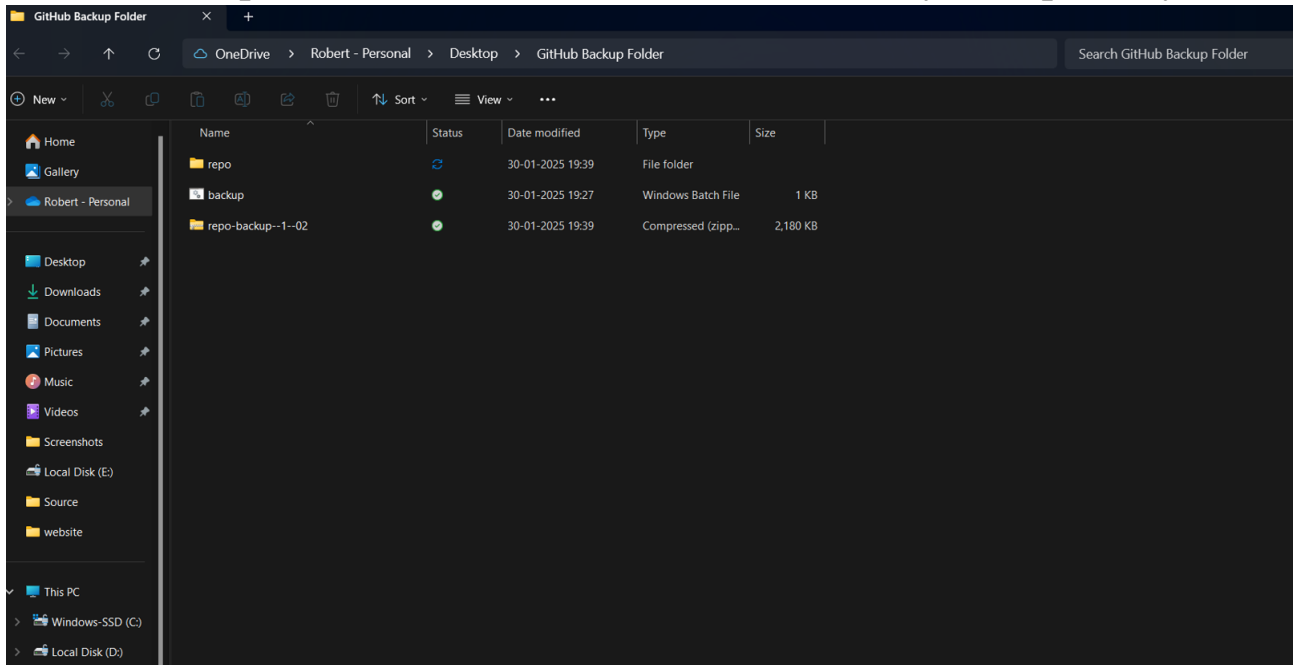 GitHub Backup Folder
OneDrive > Robert - Personal > Desktop > GitHub Backup Folder
Search GitHub Backup Folder
New Sort View
Name Status Date modified Type Size
repo 30-01-2025 19:39 File folder
backup 30-01-2025 19:27 Windows Batch File 1 KB
repo-backup--1--02 30-01-2025 19:39 Compressed (zipp... 2,180 KB
Home
Gallery
Robert - Personal
Desktop
Downloads
Documents
Pictures
Music
Videos
Screenshots
Local Disk (E:)
Source
website
This PC
Windows-SSD (C:)
Local Disk (D:)